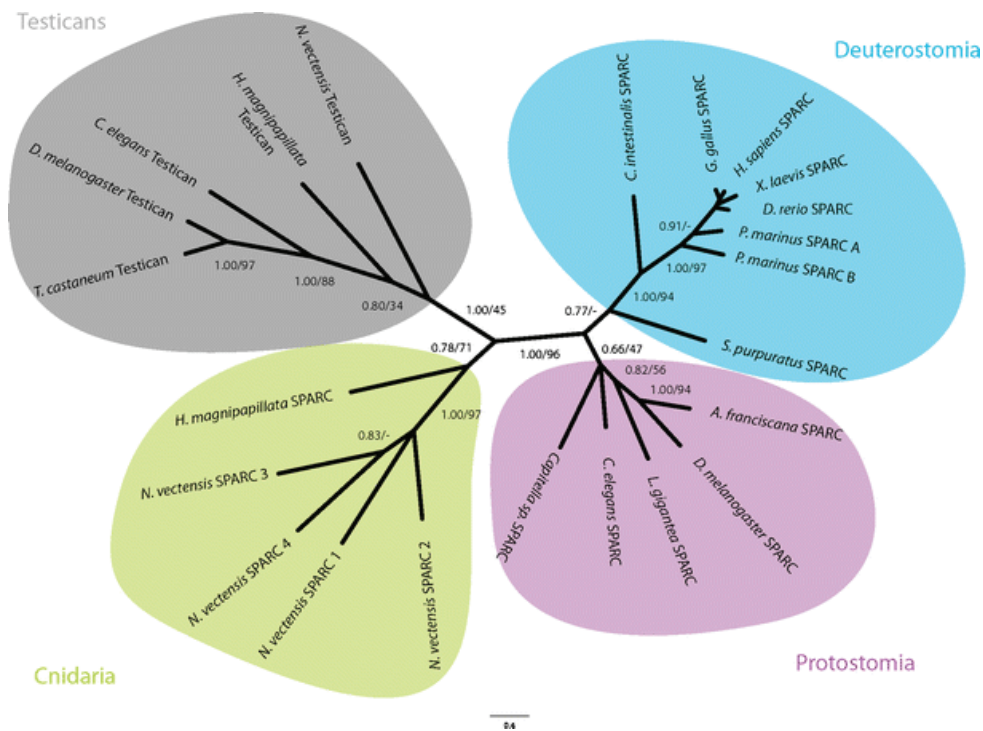 Testicans
Deuterostomia
N. vectensis Testican
H. magnipapillata
Testican
C. elegans Testican
D. melanogaster Testican
T. castaneum Testican
1.00/97
1.00/88
0.80/34
1.00/45
C. intestinalis SPARC
G. gallus SPARC
H. sapiens SPARC
X. laevis SPARC
D. rerio SPARC
P. marinus SPARC A
P. marinus SPARC B
0.91/-
1.00/97
1.00/94
0.77/-
S. purpuratus SPARC
0.78/71
1.00/96
0.66/47
0.82/56
1.00/94
H. magnipapillata SPARC
1.00/97
0.83/-
N. vectensis SPARC 3
N. vectensis SPARC 4
N. vectensis SPARC 1
N. vectensis SPARC 2
A. franciscana SPARC
D. melanogaster SPARC
L. gigantea SPARC
C. elegans SPARC
Capitella sp. SPARC
Cnidaria
Protostomia